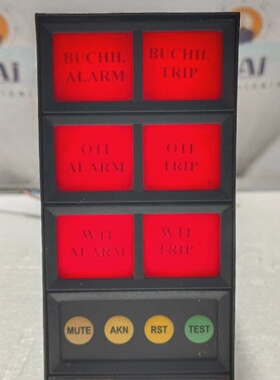 BUCHH. BUCHH.
ALARM TRIP
OTI OTI
ALARM TRIP
WTI WTI
ALARM TRIP
MUTE AKN RST TEST